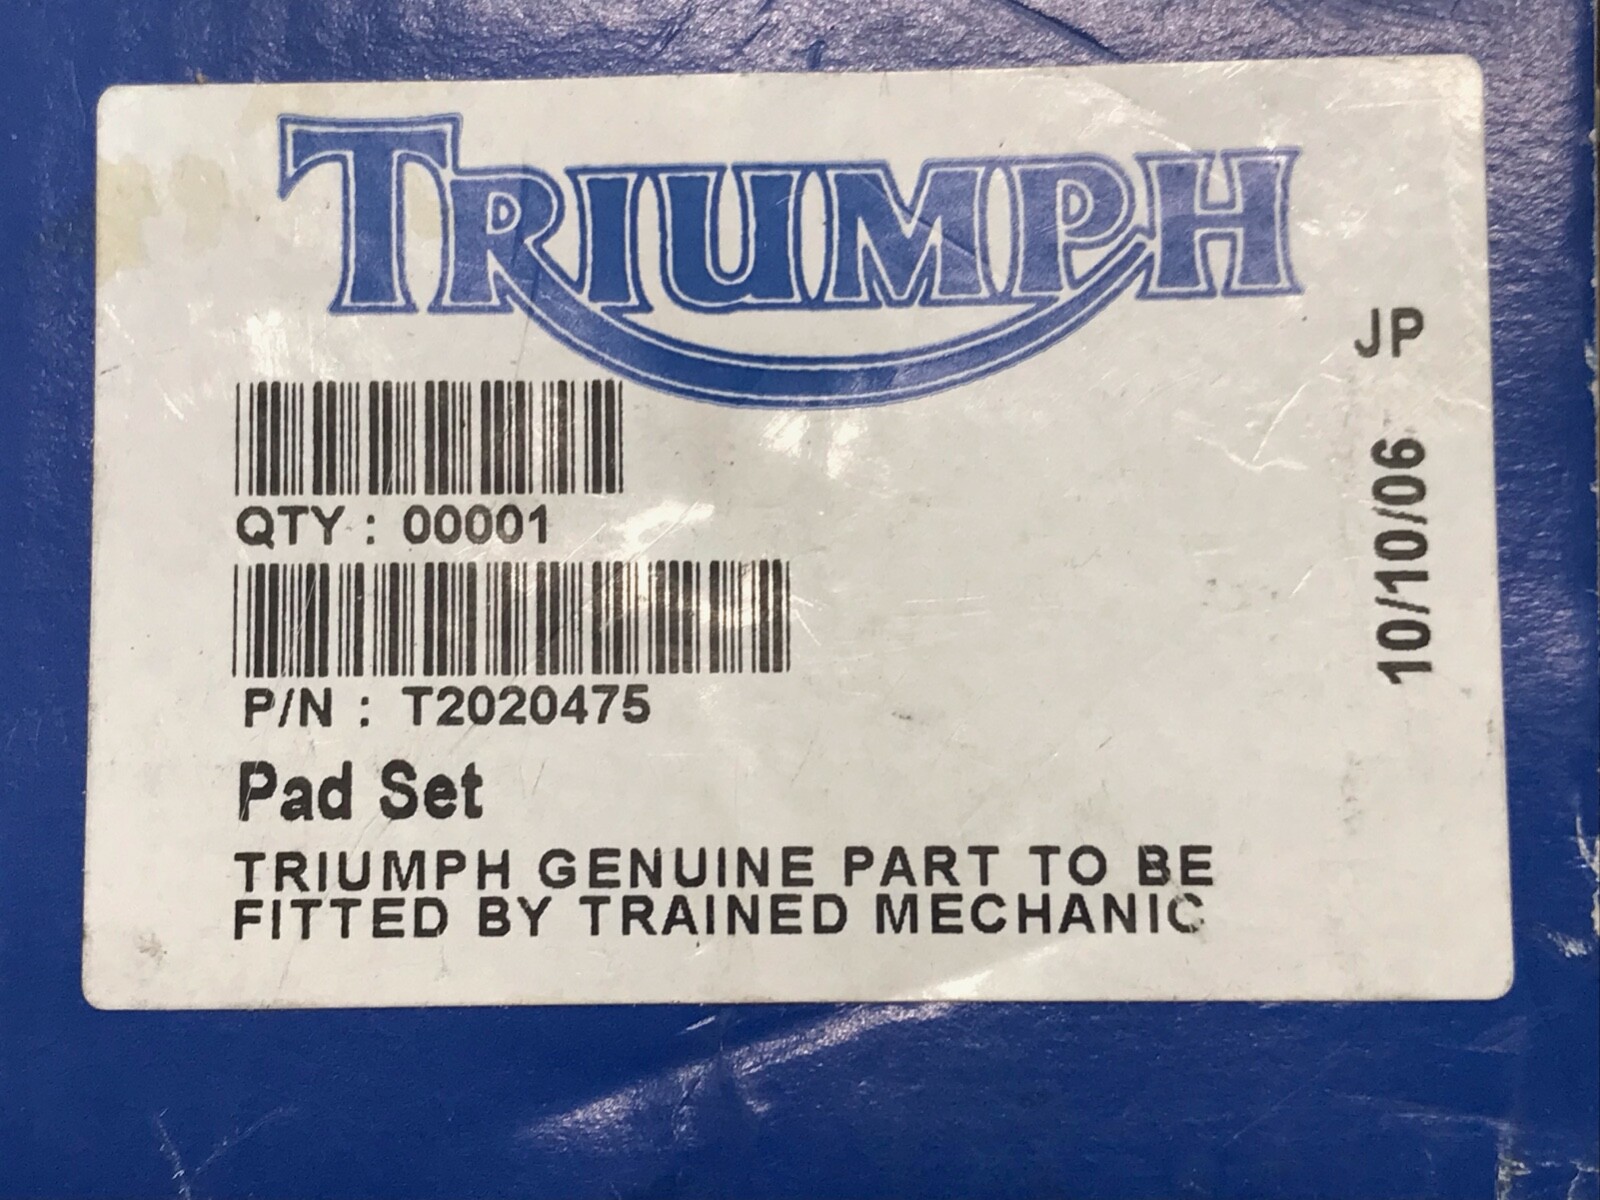 TRIUMPH
JP
10/10/06
QTY : 00001
P/N : T2020475
Pad Set
TRIUMPH GENUINE PART TO BE
FITTED BY TRAINED MECHANIC